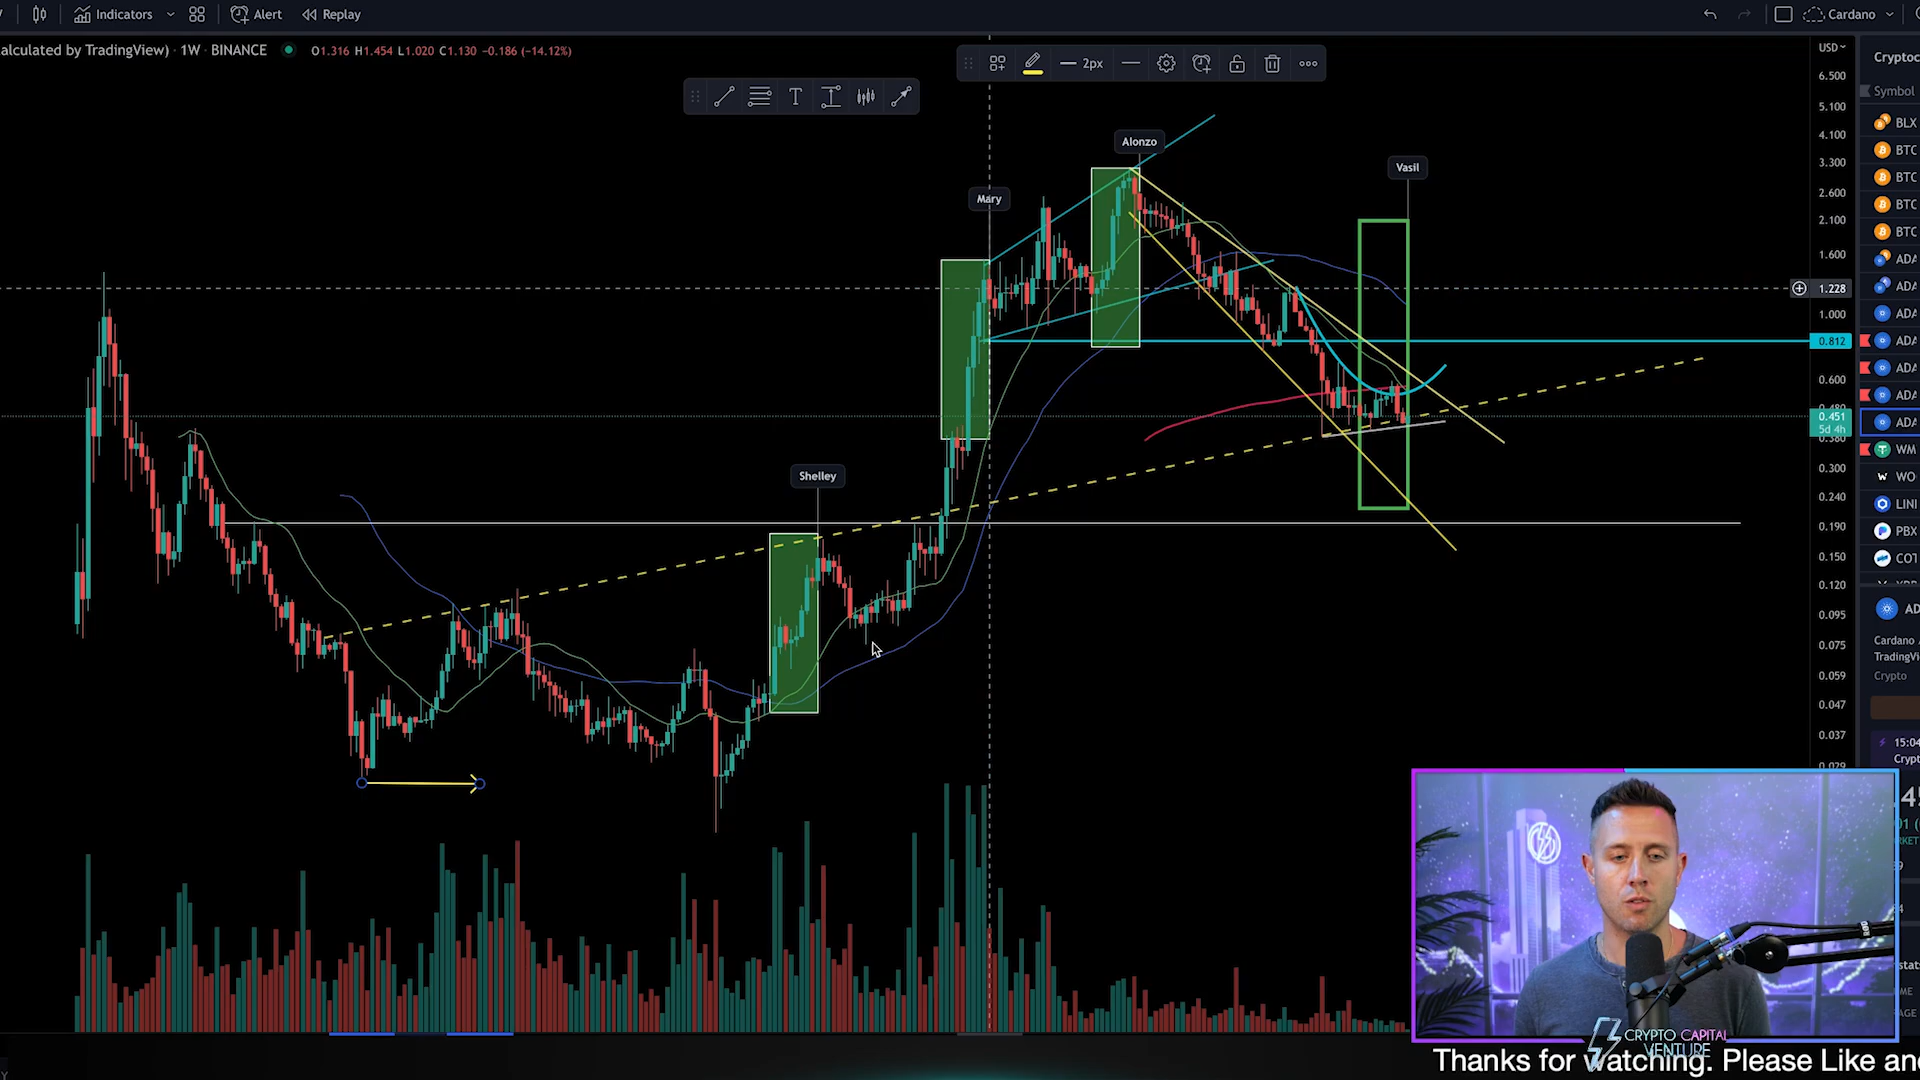 Indicators
Alert
Replay
Cardano
alculated by TradingView) · 1W · BINANCE
O1.316 H1.454 L1.020 C1.130 −0.186 (−14.12%)
2px
USD
Cryptoc
Symbol
6.500
5.100
4.100
3.300
2.600
2.100
1.600
1.228
1.000
0.812
0.600
0.451
5d 4h
0.380
0.300
0.240
0.190
0.150
0.120
0.095
0.075
0.059
0.047
0.037
Alonzo
Vasil
Mary
Shelley
BLX
BTC
BTC
BTC
BTC
ADA
ADA
ADA
ADA
ADA
ADA
ADA
WM
WO
LINI
PBX
COT
AD
Cardano
TradingVi
Crypto
15:04
Crypt
CRYPTO CAPITAL
VENTURE
Thanks for watching. Please Like and